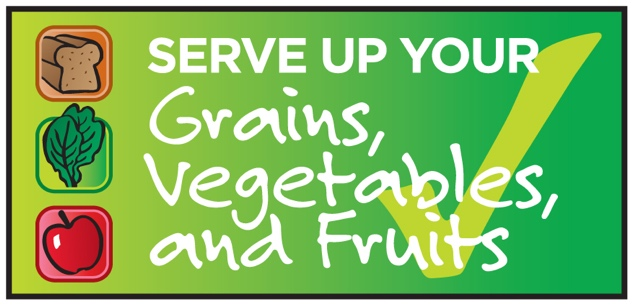 SERVE UP YOUR
Grains,
Vegetables,
and Fruits